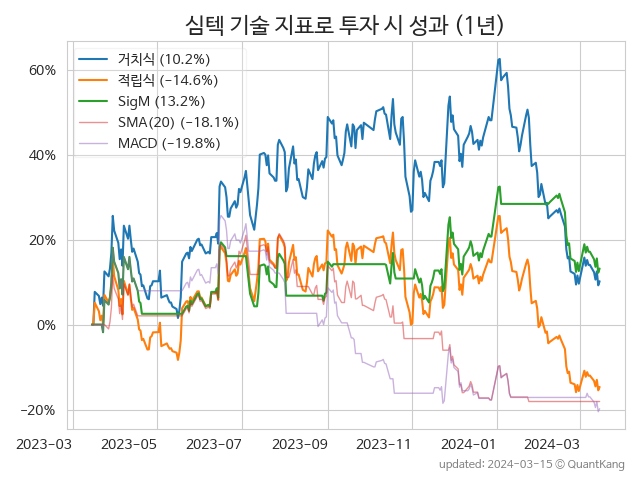 심텍 기술 지표로 투자 시 성과 (1년)
거치식 (10.2%)
적립식 (−14.6%)
SigM (13.2%)
SMA(20) (−18.1%)
MACD (−19.8%)
60%
40%
20%
0%
−20%
2023-03
2023-05
2023-07
2023-09
2023-11
2024-01
2024-03
updated: 2024-03-15 ⓒ QuantKang